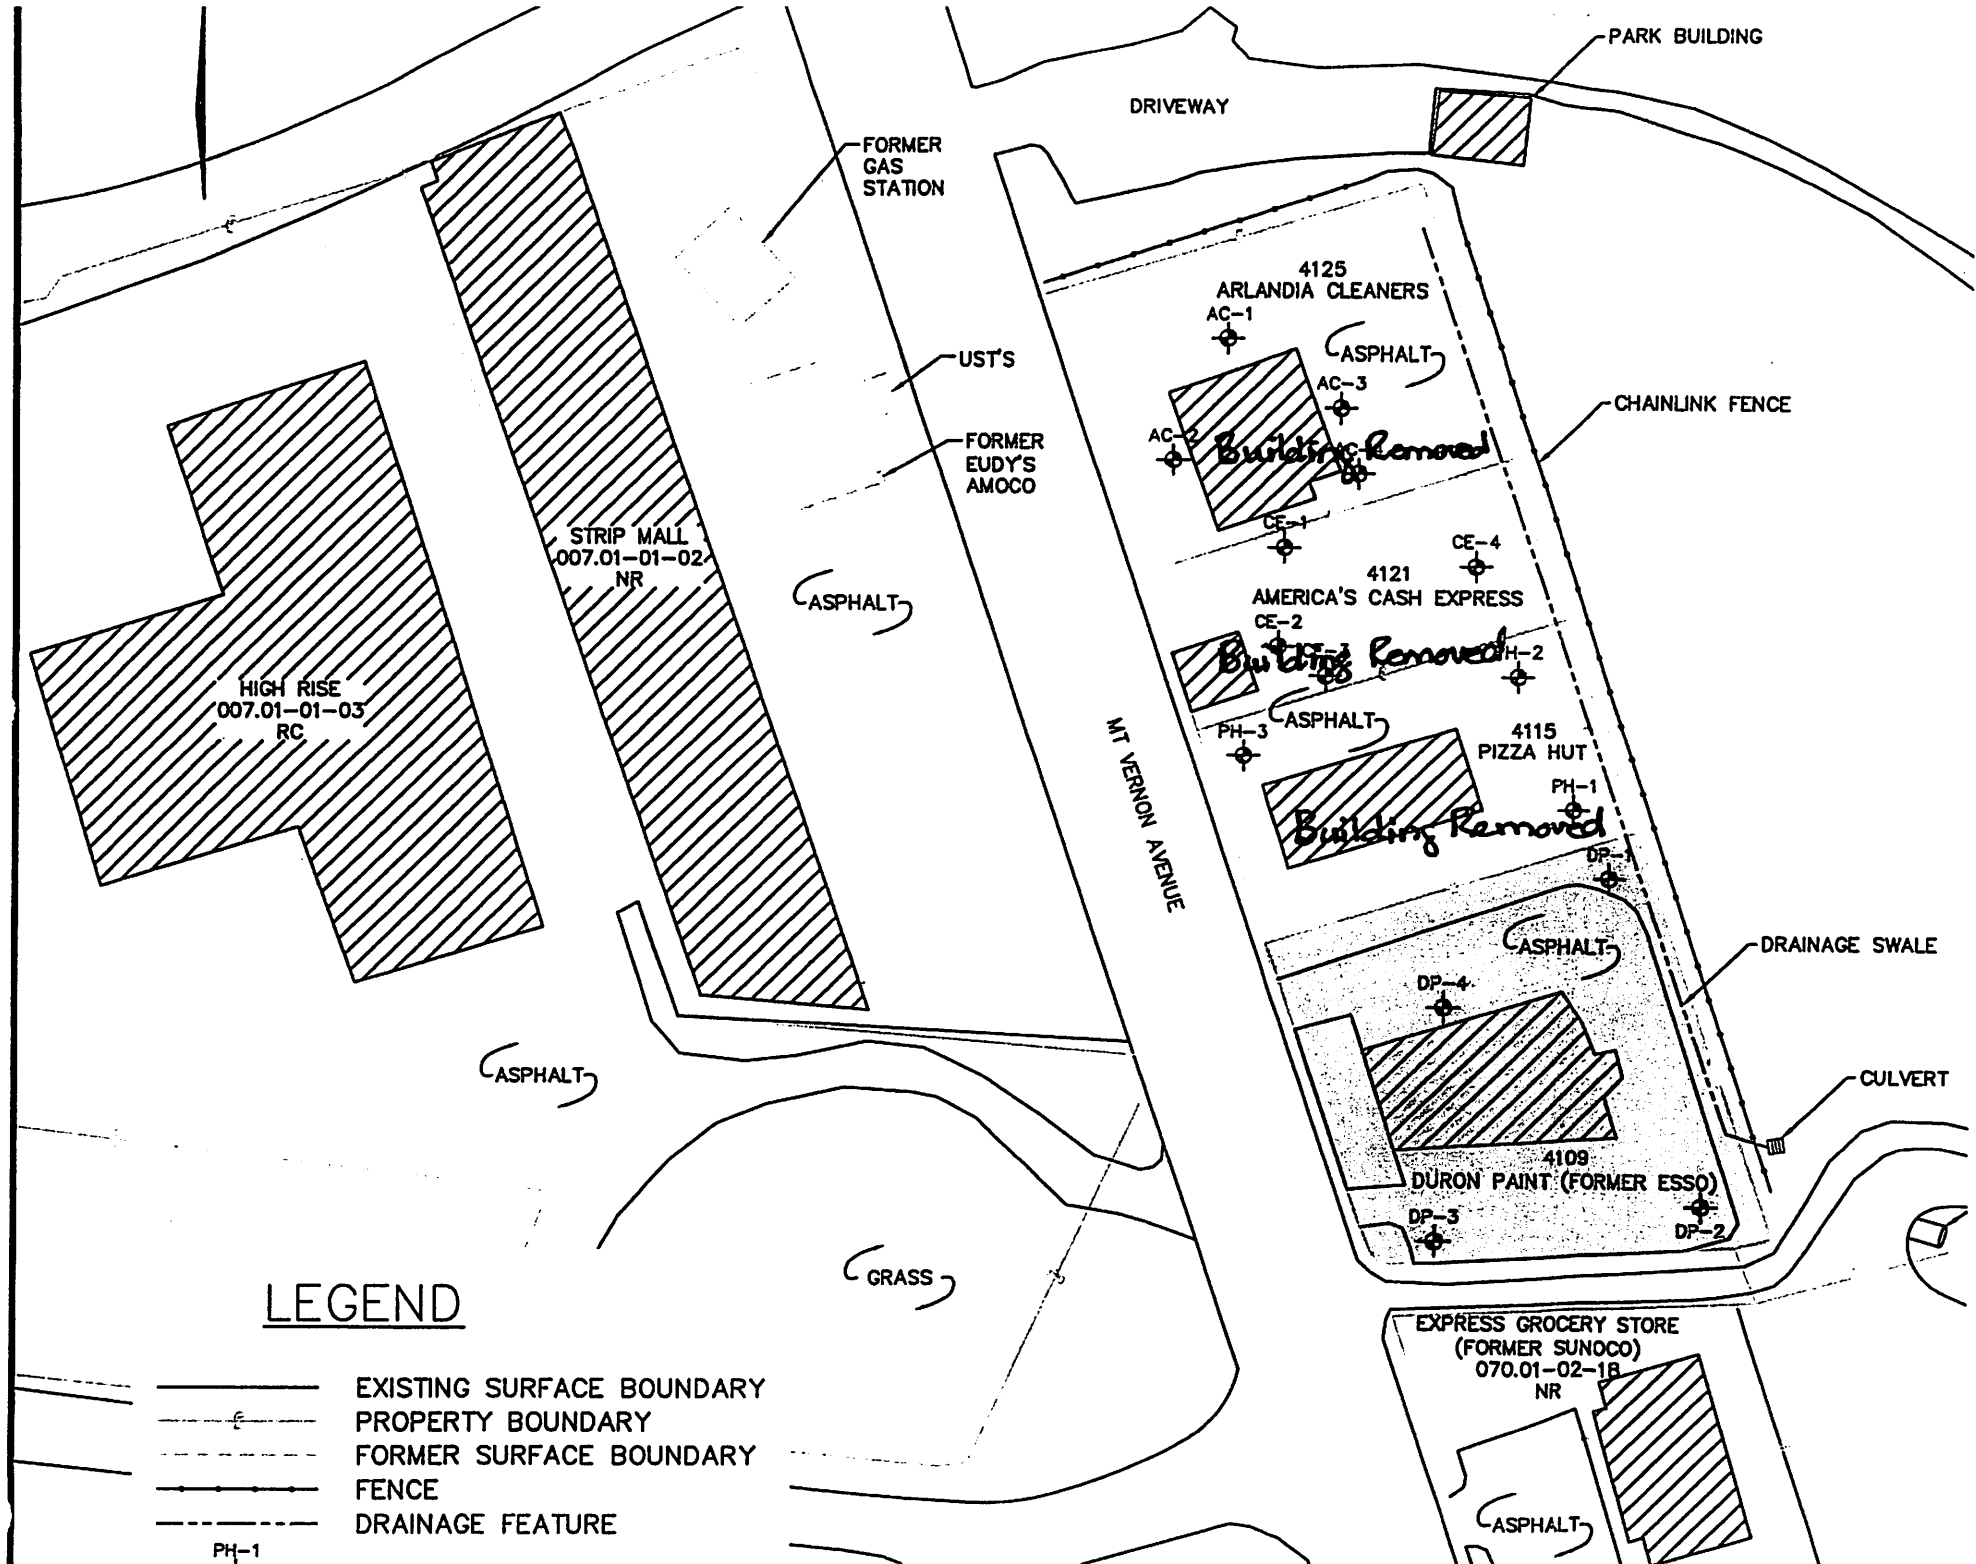 PARK BUILDING
DRIVEWAY
FORMER
GAS
STATION
4125
ARLANDIA CLEANERS
AC-1
ASPHALT
UST'S
AC-3
CHAINLINK FENCE
AC-2
Building Removed
FORMER
EUDY'S
AMOCO
STRIP MALL
007.01-01-02
NR
CE-1
CE-4
4121
AMERICA'S CASH EXPRESS
ASPHALT
CE-2
Building Removed
CE-3
PH-2
HIGH RISE
007.01-01-03
RC
ASPHALT
PH-3
4115
PIZZA HUT
MT VERNON AVENUE
PH-1
Building Removed
DP-1
ASPHALT
DRAINAGE SWALE
DP-4
ASPHALT
CULVERT
4109
DURON PAINT (FORMER ESSO)
DP-3
DP-2
GRASS
LEGEND
EXISTING SURFACE BOUNDARY
PROPERTY BOUNDARY
FORMER SURFACE BOUNDARY
FENCE
DRAINAGE FEATURE
PH-1
EXPRESS GROCERY STORE
(FORMER SUNOCO)
070.01-02-18
NR
ASPHALT